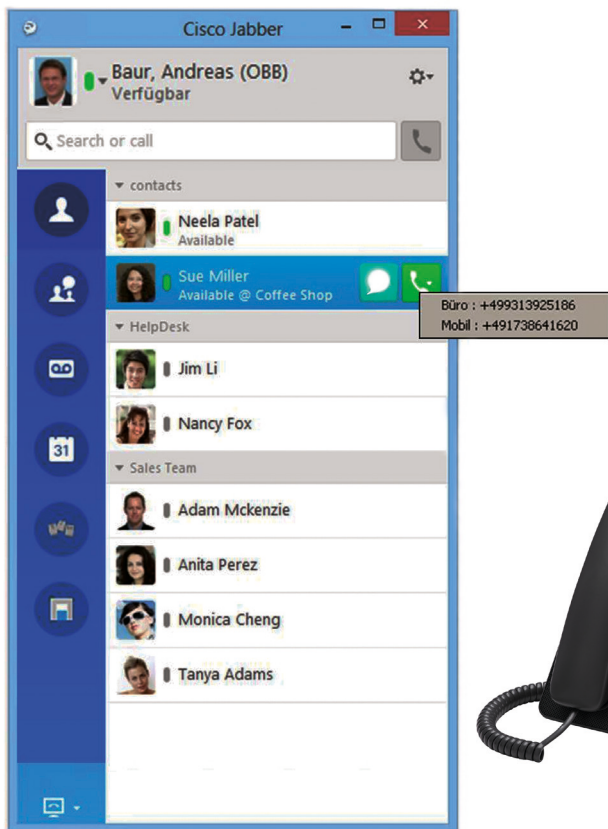 Cisco Jabber
Baur, Andreas (OBB)
Verfügbar
Search or call
contacts
Neela Patel
Available
Sue Miller
Available @ Coffee Shop
Büro : +499313925186
Mobil : +491738641620
HelpDesk
Jim Li
Nancy Fox
31
Sales Team
Adam Mckenzie
Anita Perez
Monica Cheng
Tanya Adams